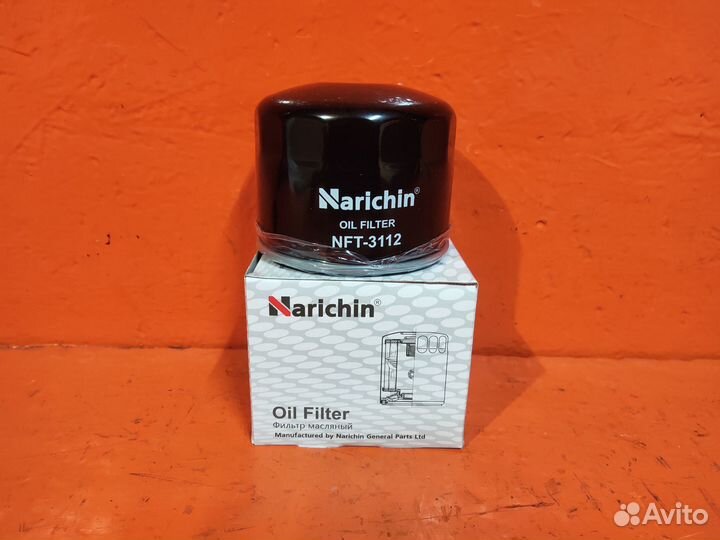 Narichin®
OIL FILTER
NFT-3112
Narichin®
Oil Filter
Фильтр масляный
Manufactured by Narichin General Parts Ltd
Avito